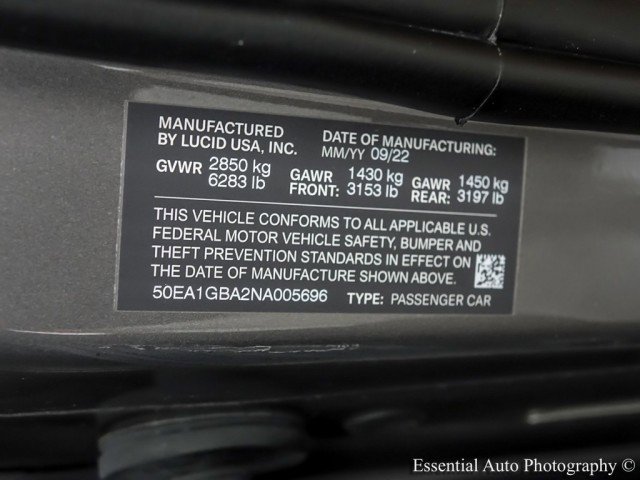 MANUFACTURED BY LUCID USA, INC.
DATE OF MANUFACTURING:
MM/YY 09/22
GVWR 2850 kg
6283 lb
GAWR 1430 kg
FRONT: 3153 lb
GAWR 1450 kg
REAR: 3197 lb
THIS VEHICLE CONFORMS TO ALL APPLICABLE U.S.
FEDERAL MOTOR VEHICLE SAFETY, BUMPER AND
THEFT PREVENTION STANDARDS IN EFFECT ON
THE DATE OF MANUFACTURE SHOWN ABOVE.
50EA1GBA2NA005696 TYPE: PASSENGER CAR
Essential Auto Photography ©